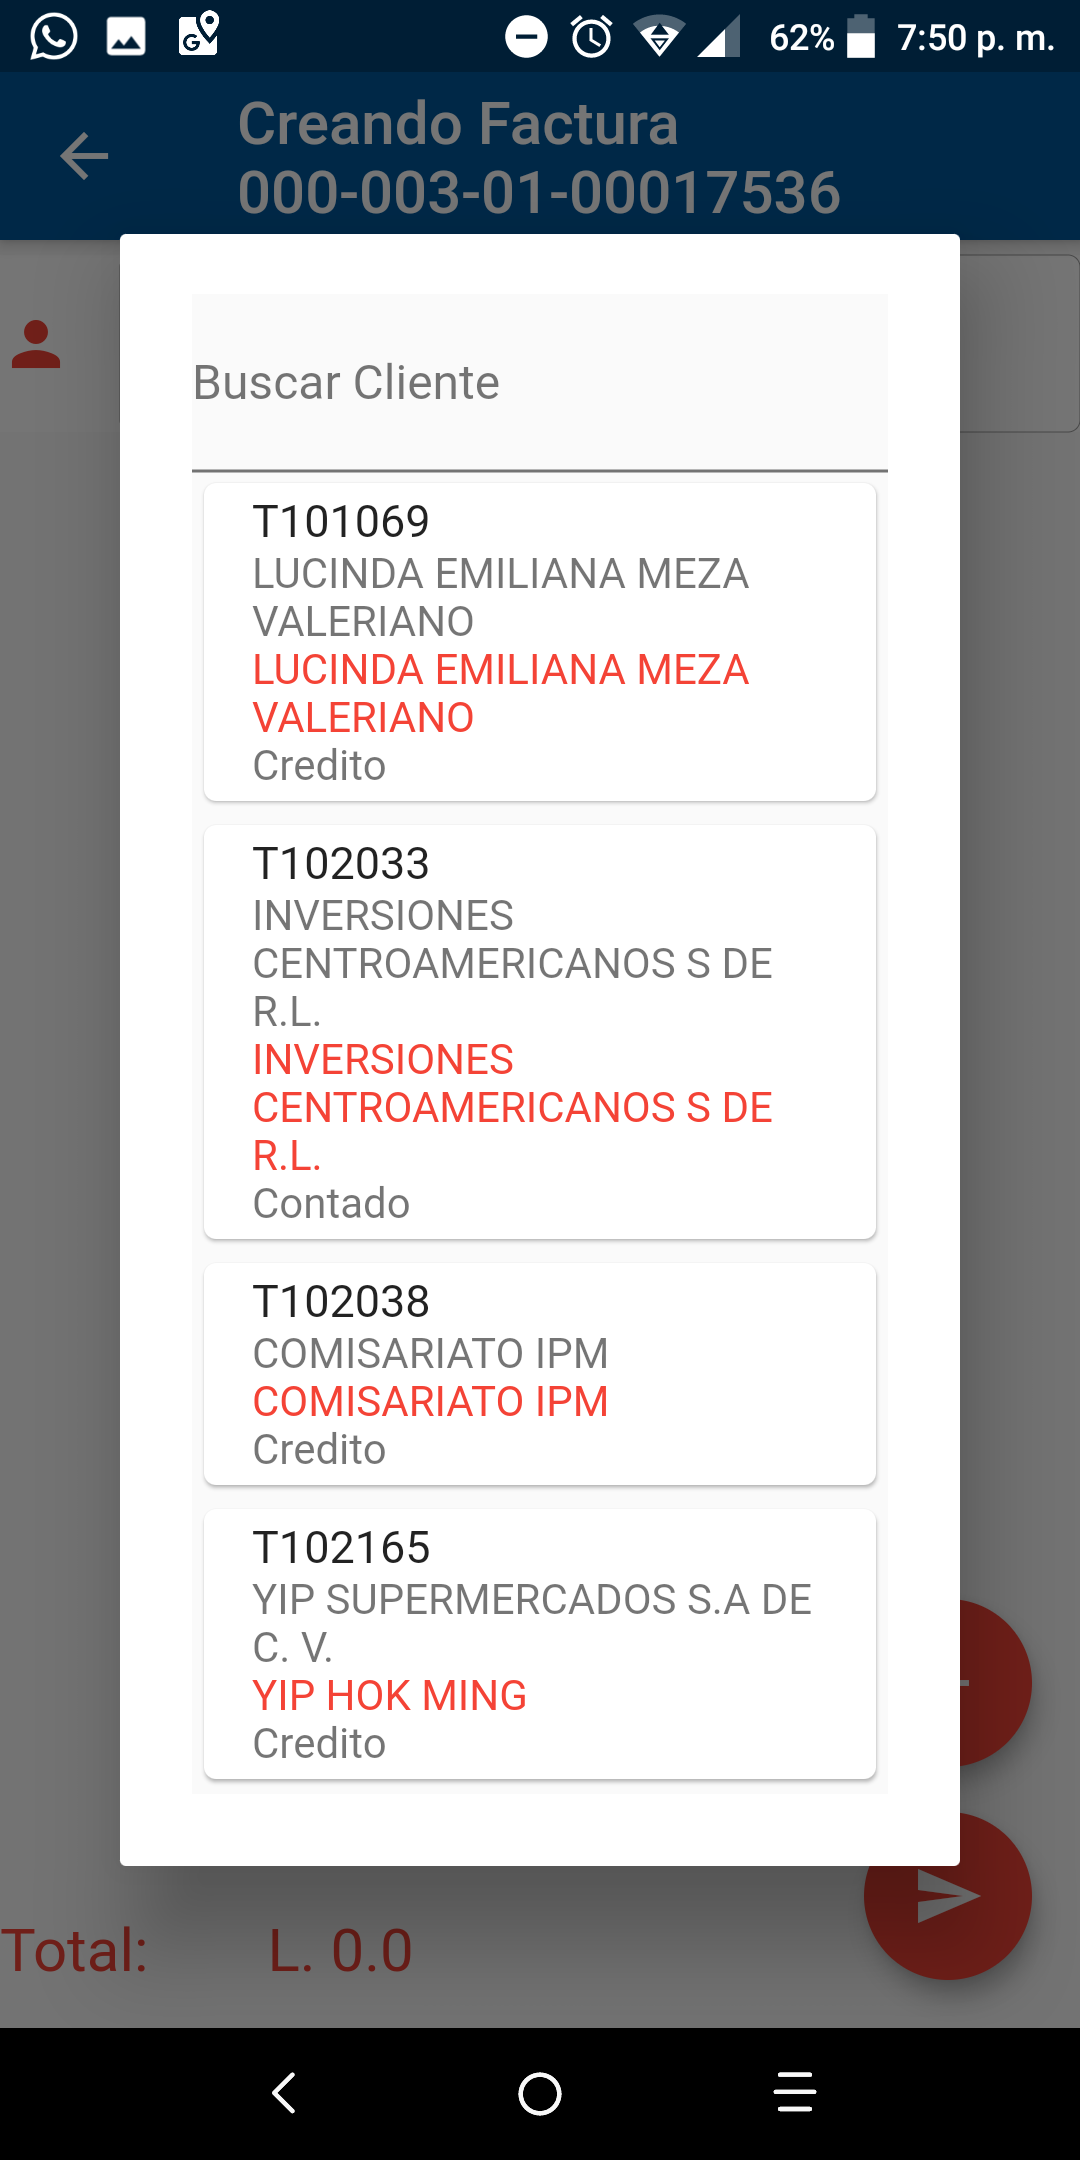 62% 7:50 p. m.
Creando Factura
000-003-01-00017536
Buscar Cliente
T101069
LUCINDA EMILIANA MEZA
VALERIANO
LUCINDA EMILIANA MEZA
VALERIANO
Credito
T102033
INVERSIONES
CENTROAMERICANOS S DE
R.L.
INVERSIONES
CENTROAMERICANOS S DE
R.L.
Contado
T102038
COMISARIATO IPM
COMISARIATO IPM
Credito
T102165
YIP SUPERMERCADOS S.A DE
C. V.
YIP HOK MING
Credito
Total: L. 0.0